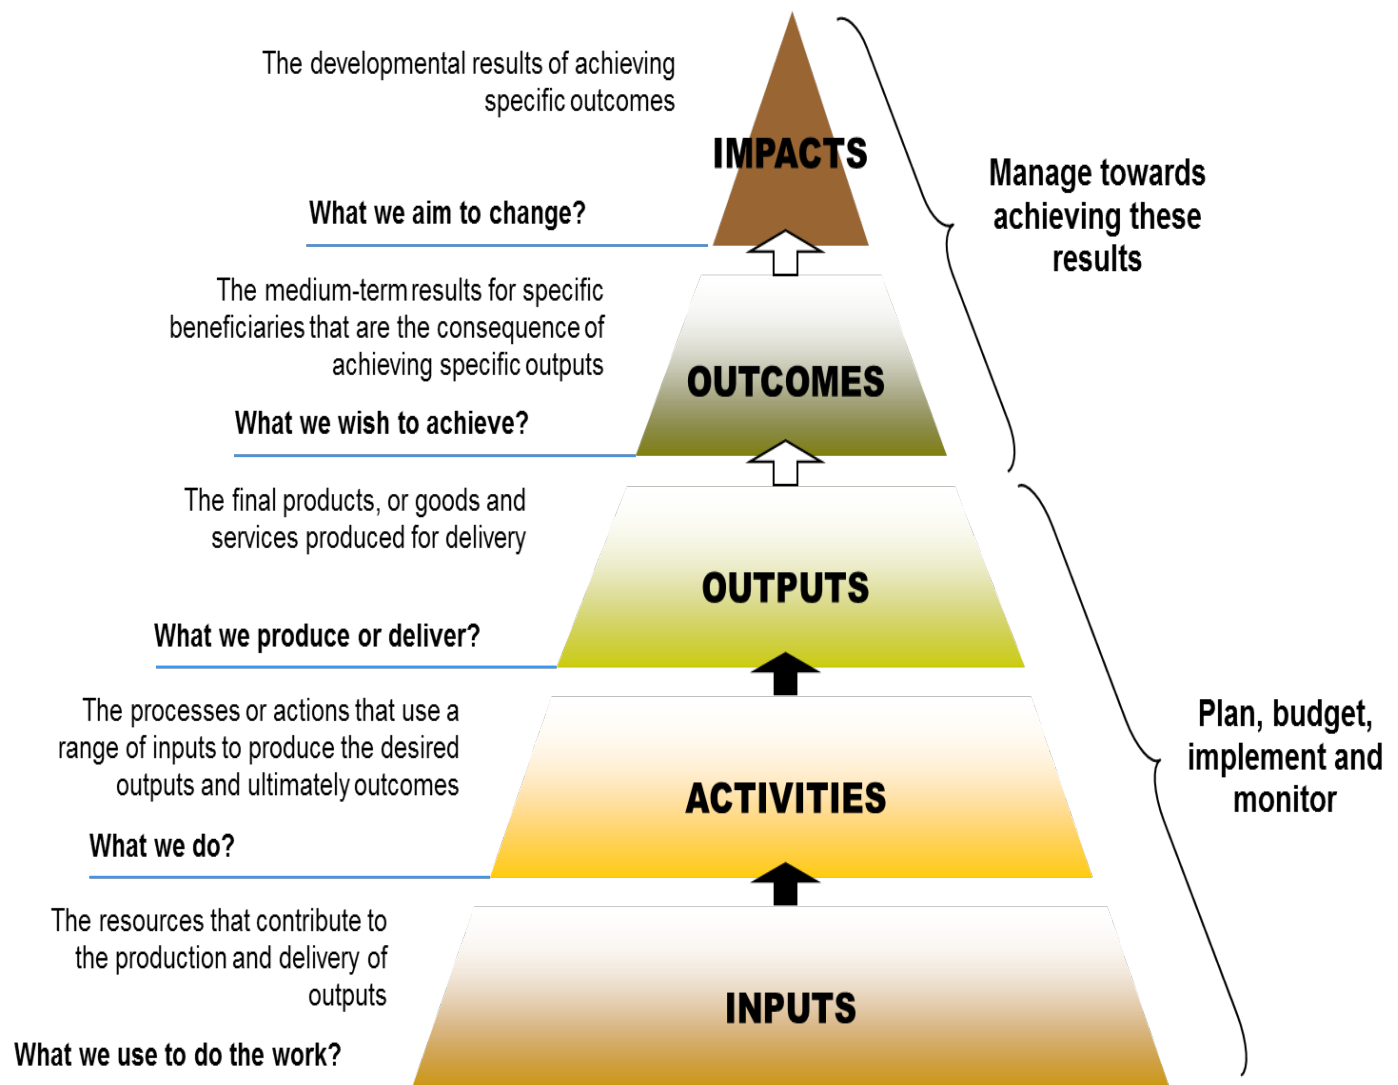 The developmental results of achieving
specific outcomes
IMPACTS
What we aim to change?
Manage towards
achieving these
results
The medium-term results for specific
beneficiaries that are the consequence of
achieving specific outputs
OUTCOMES
What we wish to achieve?
The final products, or goods and
services produced for delivery
OUTPUTS
What we produce or deliver?
The processes or actions that use a
range of inputs to produce the desired
outputs and ultimately outcomes
ACTIVITIES
What we do?
Plan, budget,
implement and
monitor
The resources that contribute to
the production and delivery of
outputs
INPUTS
What we use to do the work?